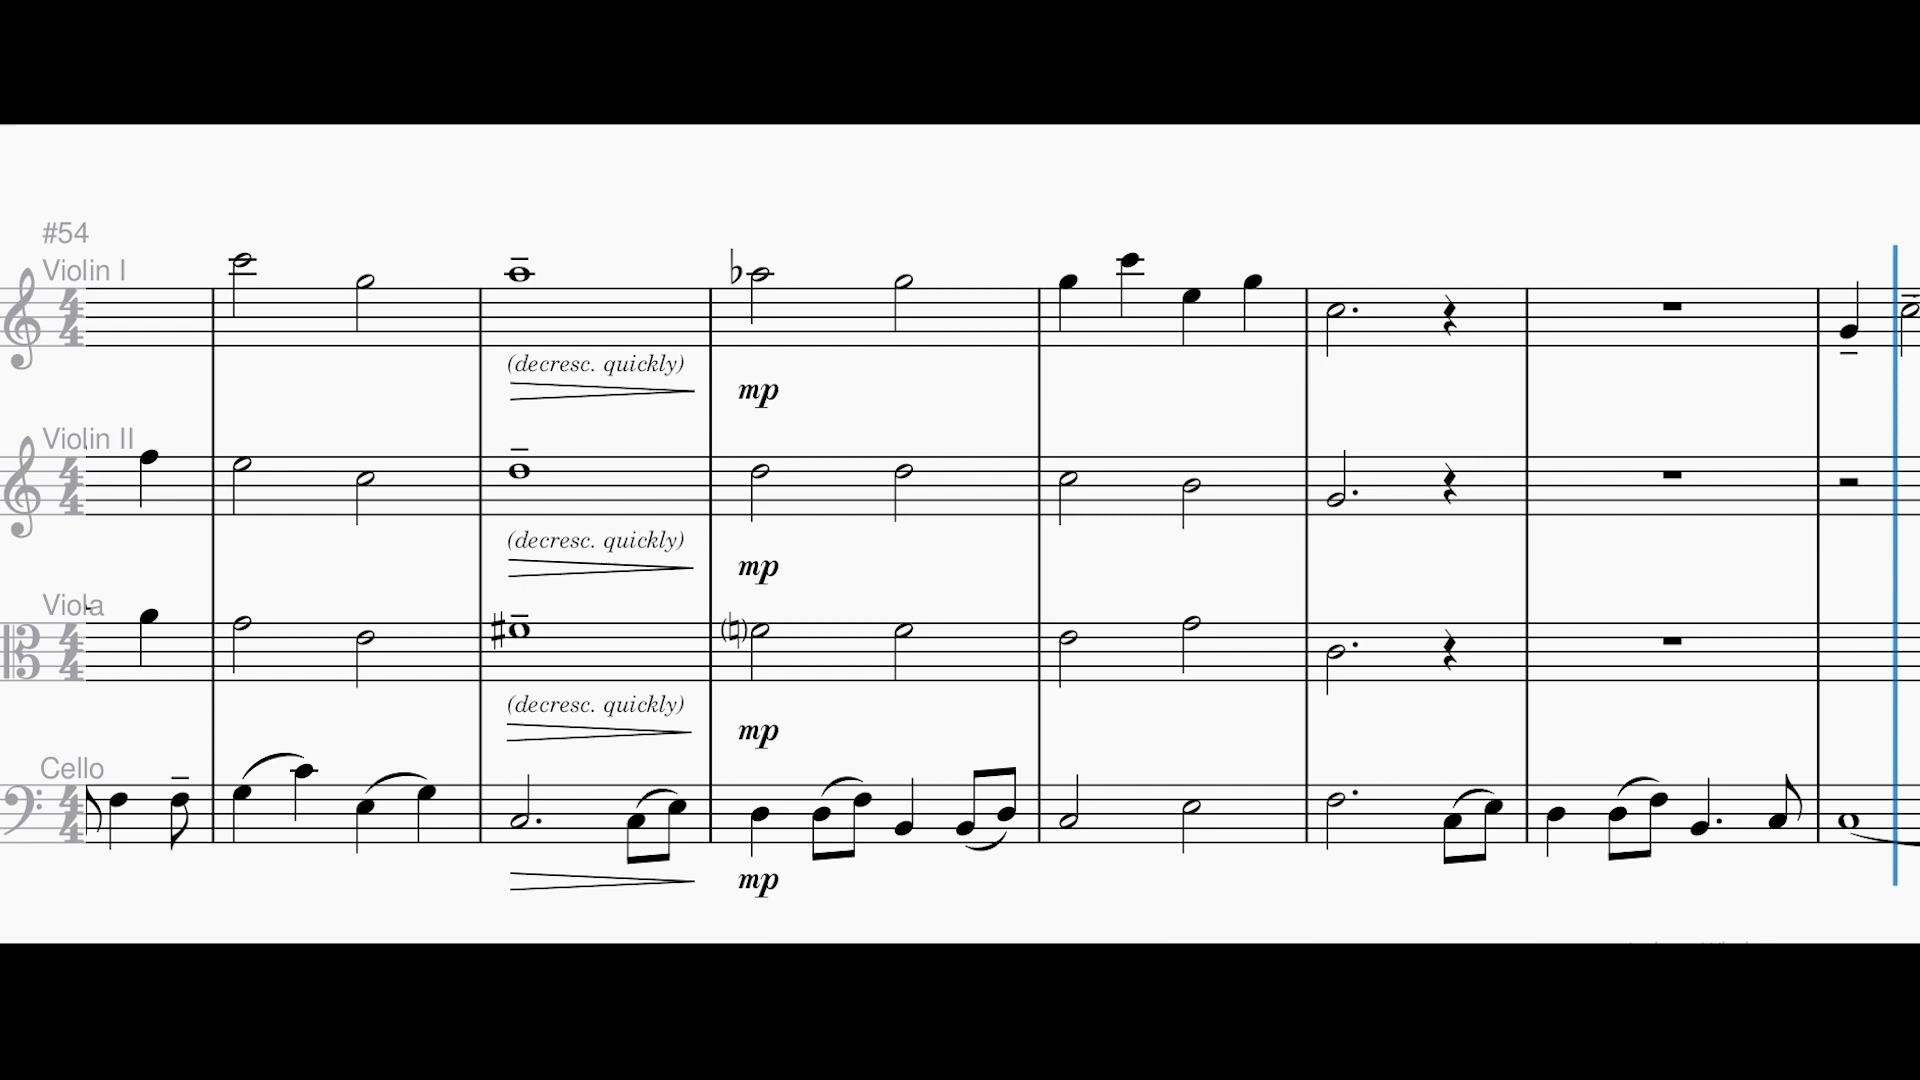 #54
Violin I
(decresc. quickly)
mp
Violin II
(decresc. quickly)
mp
Viola
(decresc. quickly)
mp
Cello
mp